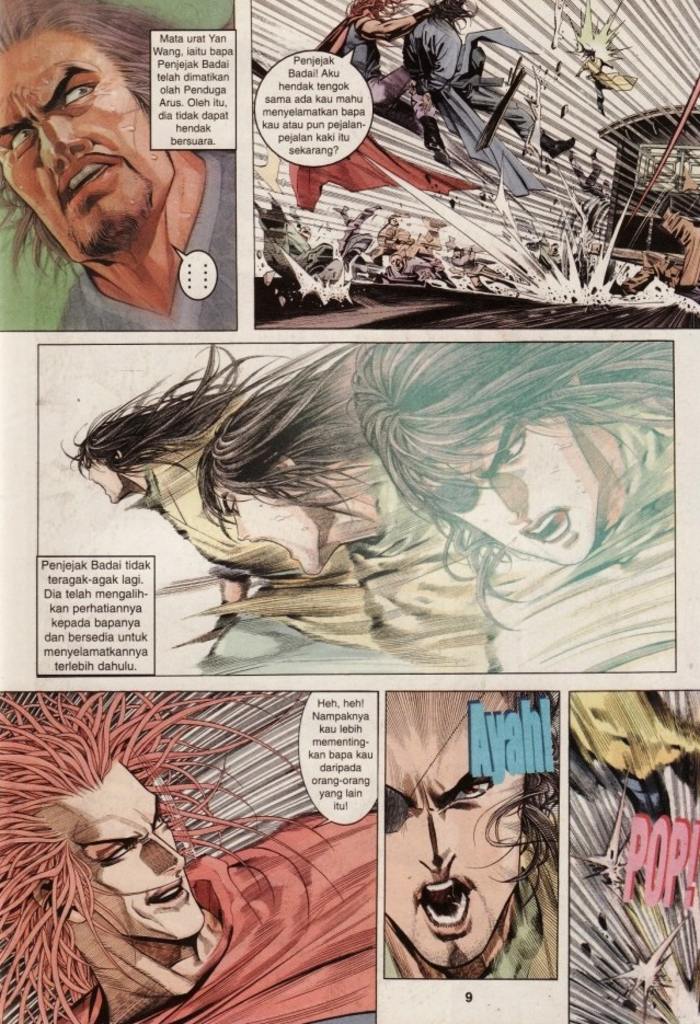 Mata urat Yan
Wang, iaitu bapa
Penjejak Badai
telah dimatikan
olah Penduga
Arus. Oleh itu,
dia tidak dapat
hendak
bersuara.
Penjejak
Badai! Aku
hendak tengok
sama ada kau mahu
menyelamatkan bapa
kau atau pun pejalan-
pejalan kaki itu
sekarang?
Penjejak Badai tidak
teragak-agak lagi.
Dia telah mengalih-
kan perhatiannya
kepada bapanya
dan bersedia untuk
menyelamatkannya
terlebih dahulu.
Heh, heh!
Nampaknya
kau lebih
mementing-
kan bapa kau
daripada
orang-orang
yang lain
itu!
Ayah!
POP!
9